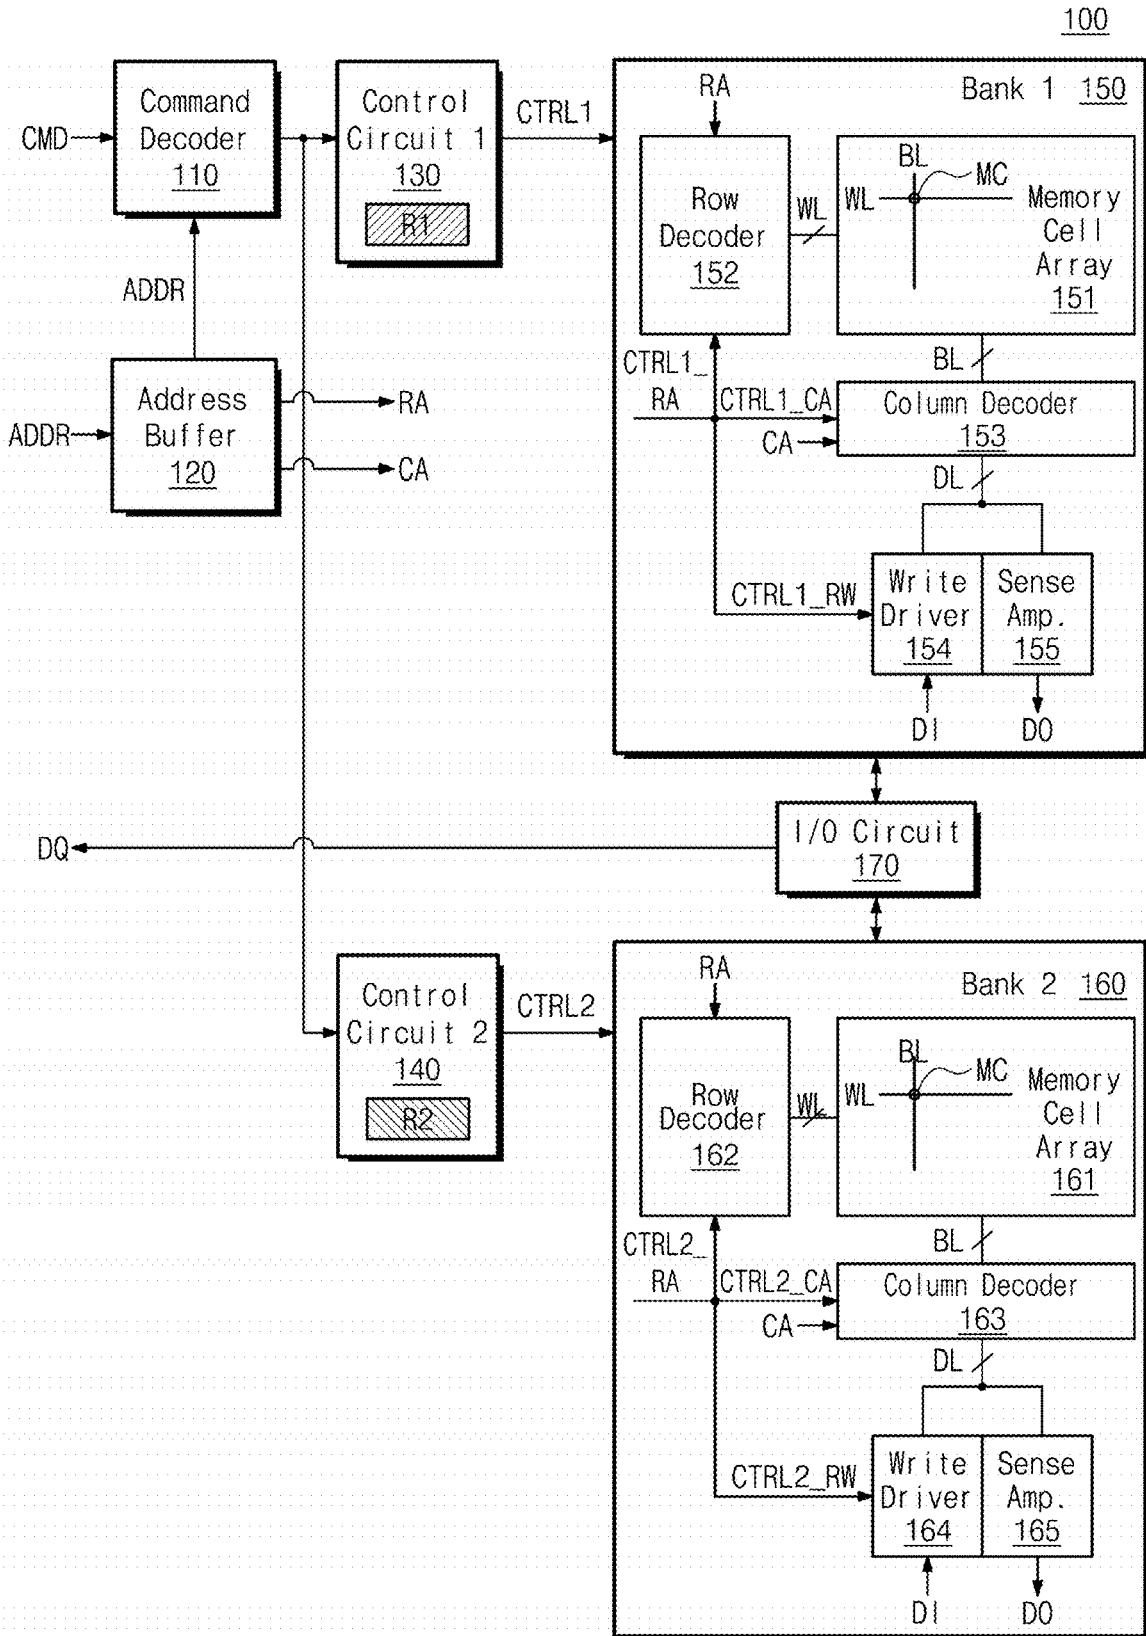 100
Command
Decoder
110
CMD
Control
Circuit 1
130
R1
CTRL1
Bank 1 150
RA
Row
Decoder
152
WL
BL
MC
WL
Memory
Cell
Array
151
ADDR
Address
Buffer
120
ADDR
RA
CA
CTRL1_
RA
CTRL1_CA
CA
BL
Column Decoder
153
DL
CTRL1_RW
Write
Driver
154
Sense
Amp.
155
DI
DO
DQ
I/O Circuit
170
Control
Circuit 2
140
R2
CTRL2
Bank 2 160
RA
Row
Decoder
162
WL
BL
MC
WL
Memory
Cell
Array
161
CTRL2_
RA
CTRL2_CA
CA
BL
Column Decoder
163
DL
CTRL2_RW
Write
Driver
164
Sense
Amp.
165
DI
DO